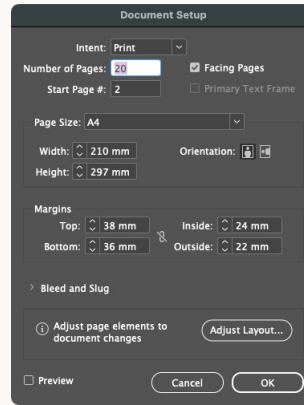 Document Setup
Intent: Print
Number of Pages: 20 Facing Pages
Start Page #: 2 Primary Text Frame
Page Size: A4
Width: 210 mm Orientation:
Height: 297 mm
Margins
Top: 38 mm Inside: 24 mm
Bottom: 36 mm Outside: 22 mm
Bleed and Slug
Adjust page elements to
document changes Adjust Layout...
Preview Cancel OK